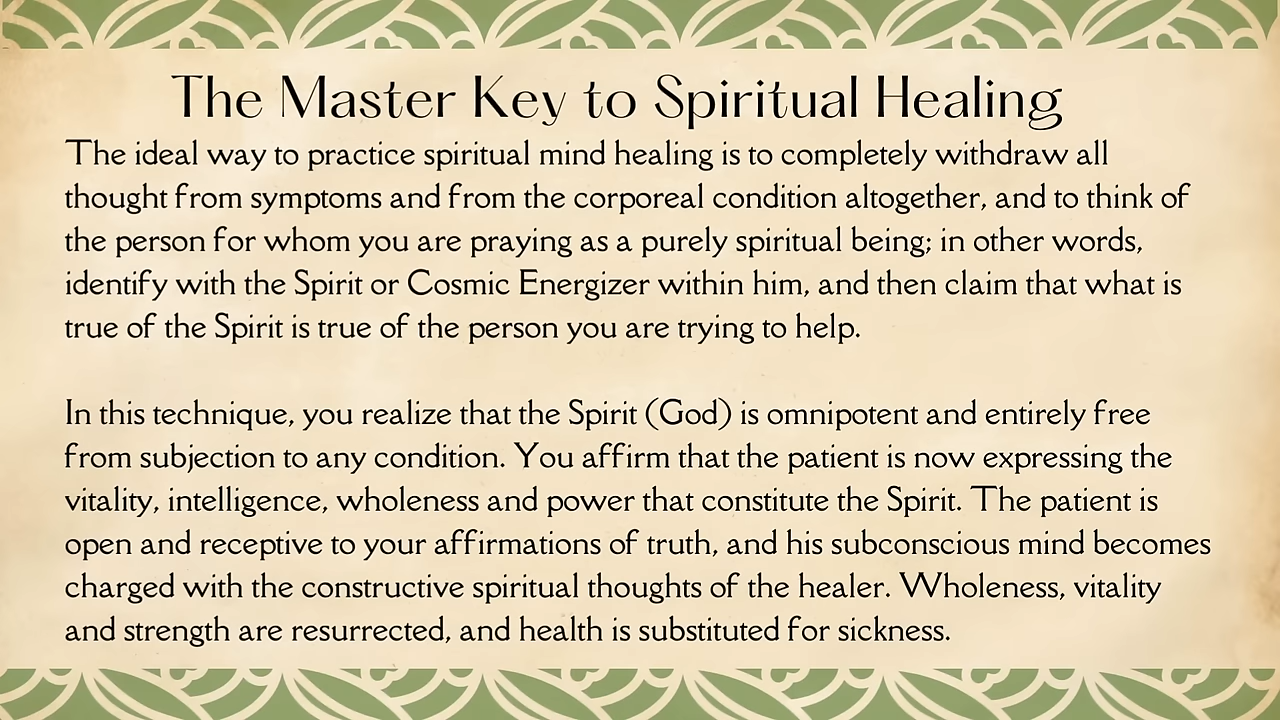 The Master Key to Spiritual Healing
The ideal way to practice spiritual mind healing is to completely withdraw all
thought from symptoms and from the corporeal condition altogether, and to think of
the person for whom you are praying as a purely spiritual being; in other words,
identify with the Spirit or Cosmic Energizer within him, and then claim that what is
true of the Spirit is true of the person you are trying to help.
In this technique, you realize that the Spirit (God) is omnipotent and entirely free
from subjection to any condition. You affirm that the patient is now expressing the
vitality, intelligence, wholeness and power that constitute the Spirit. The patient is
open and receptive to your affirmations of truth, and his subconscious mind becomes
charged with the constructive spiritual thoughts of the healer. Wholeness, vitality
and strength are resurrected, and health is substituted for sickness.